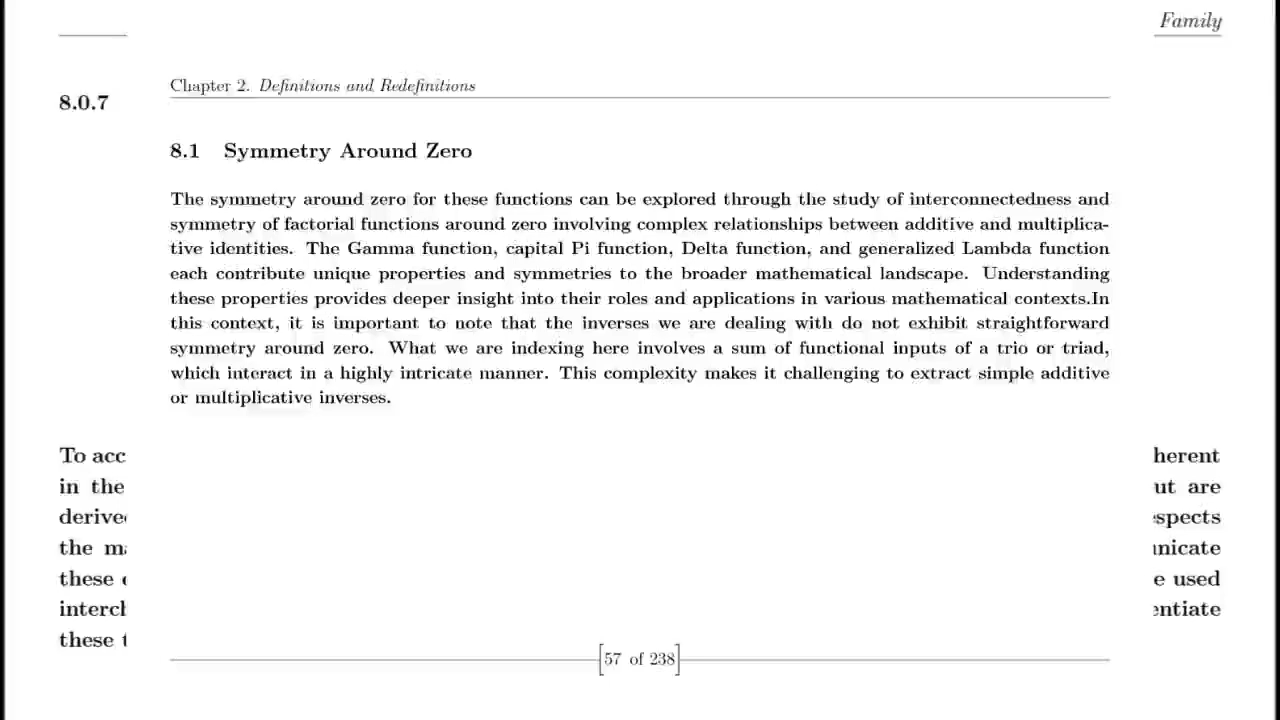 Family
Chapter 2. Definitions and Redefinitions
8.0.7
8.1 Symmetry Around Zero
The symmetry around zero for these functions can be explored through the study of interconnectedness and
symmetry of factorial functions around zero involving complex relationships between additive and multiplica-
tive identities. The Gamma function, capital Pi function, Delta function, and generalized Lambda function
each contribute unique properties and symmetries to the broader mathematical landscape. Understanding
these properties provides deeper insight into their roles and applications in various mathematical contexts.In
this context, it is important to note that the inverses we are dealing with do not exhibit straightforward
symmetry around zero. What we are indexing here involves a sum of functional inputs of a trio or triad,
which interact in a highly intricate manner. This complexity makes it challenging to extract simple additive
or multiplicative inverses.
To acc herent
in the ut are
derive spects
the m nicate
these e used
interch entiate
these t
57 of 238